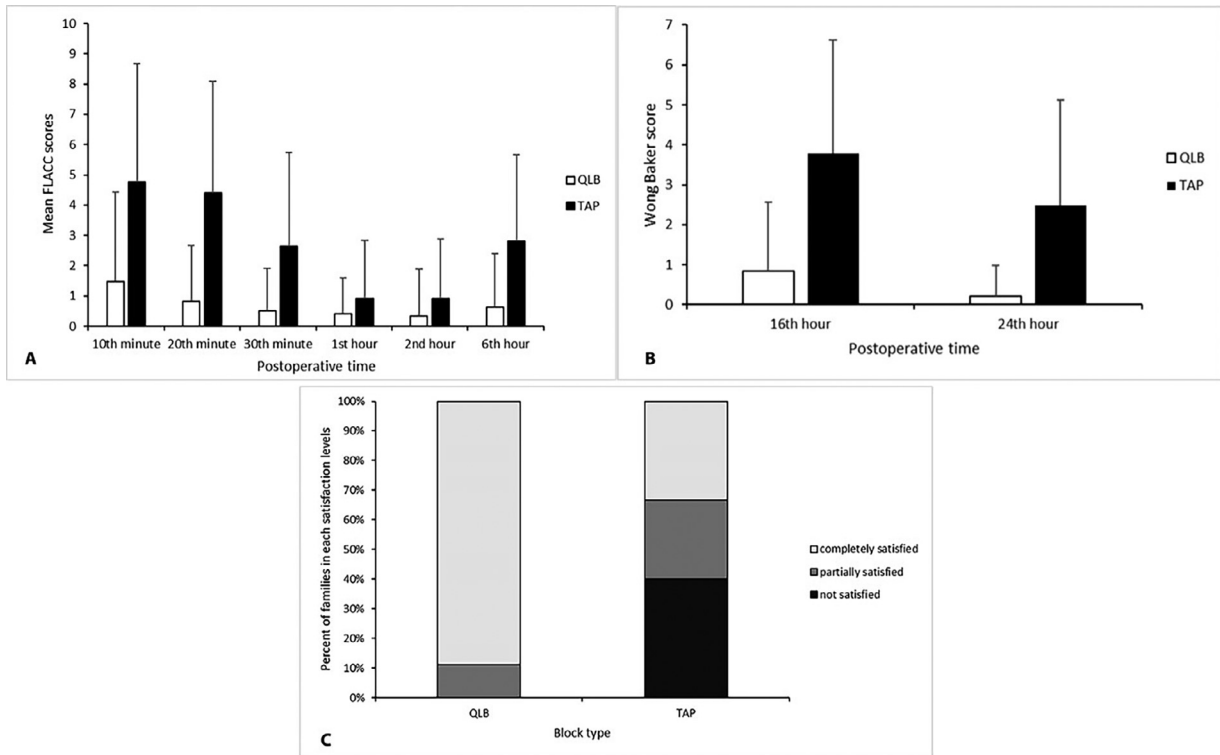 10
9
8
7
6
5
4
3
2
1
0
Mean FLACC scores
10th minute 20th minute 30th minute 1st hour 2nd hour 6th hour
Postoperative time
QLB
TAP
A
7
6
5
4
3
2
1
0
Wong Baker score
16th hour 24th hour
Postoperative time
QLB
TAP
B
100%
90%
80%
70%
60%
50%
40%
30%
20%
10%
0%
Percent of families in each satisfaction levels
QLB TAP
Block type
completely satisfied
partially satisfied
not satisfied
C